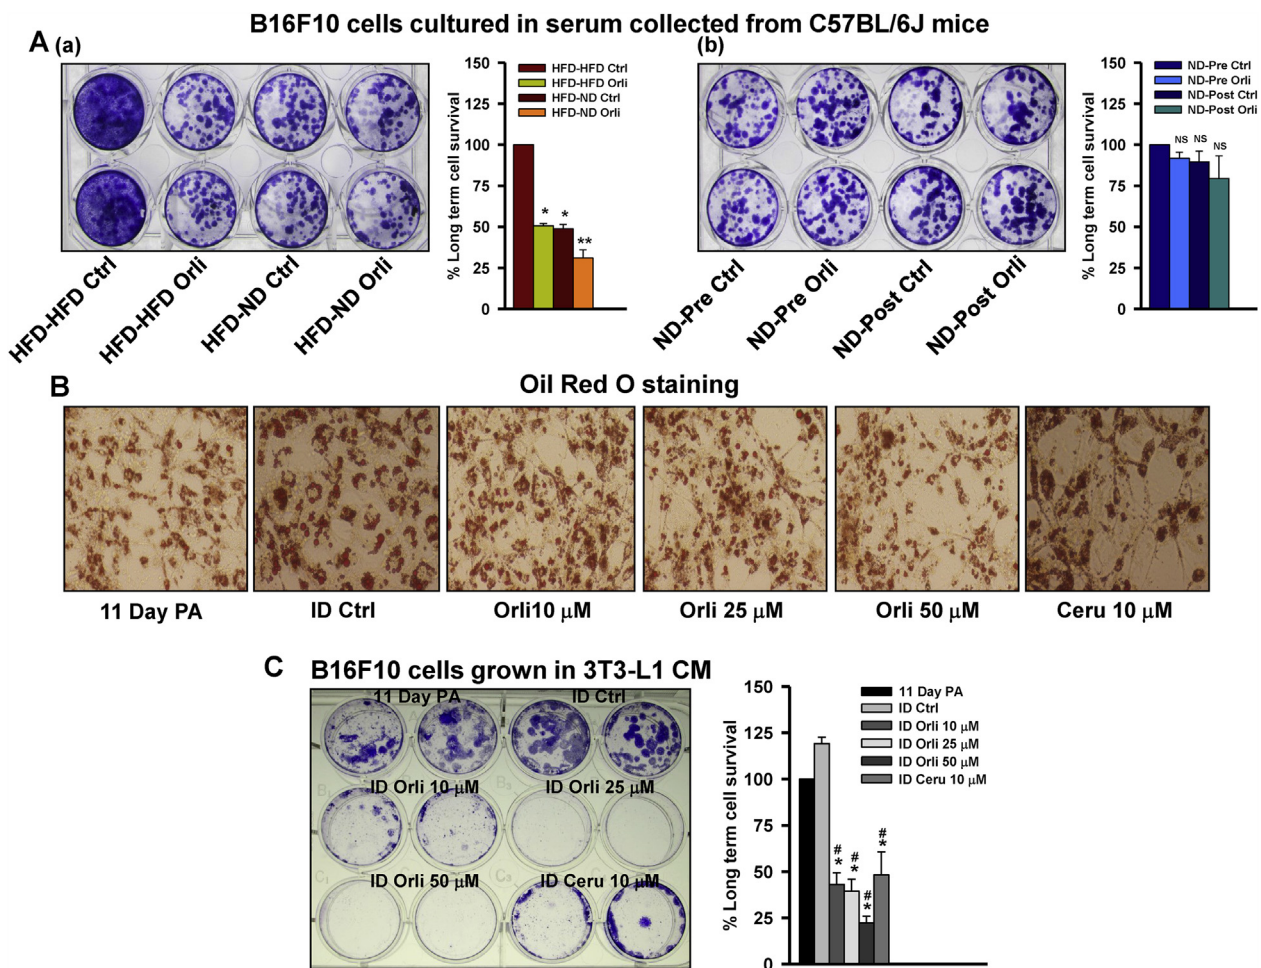 B16F10 cells cultured in serum collected from C57BL/6J mice
A (a)
HFD-HFD Ctrl
HFD-HFD Orli
HFD-ND Ctrl
HFD-ND Orli
% Long term cell survival
150
125
100
75
50
25
0
HFD-HFD Ctrl
HFD-HFD Orli
HFD-ND Ctrl
HFD-ND Orli
*
*
**
(b)
ND-Pre Ctrl
ND-Pre Orli
ND-Post Ctrl
ND-Post Orli
% Long term cell survival
150
125
100
75
50
25
0
ND-Pre Ctrl
ND-Pre Orli
ND-Post Ctrl
ND-Post Orli
NS NS NS
B
Oil Red O staining
11 Day PA
ID Ctrl
Orli10 μM
Orli 25 μM
Orli 50 μM
Ceru 10 μM
C
B16F10 cells grown in 3T3-L1 CM
11 Day PA
ID Ctrl
ID Orli 10 μM
ID Orli 25 μM
ID Orli 50 μM
ID Ceru 10 μM
% Long term cell survival
150
125
100
75
50
25
0
11 Day PA
ID Ctrl
ID Orli 10 μM
ID Orli 25 μM
ID Orli 50 μM
ID Ceru 10 μM
#
*
#
*
#
*
#
*